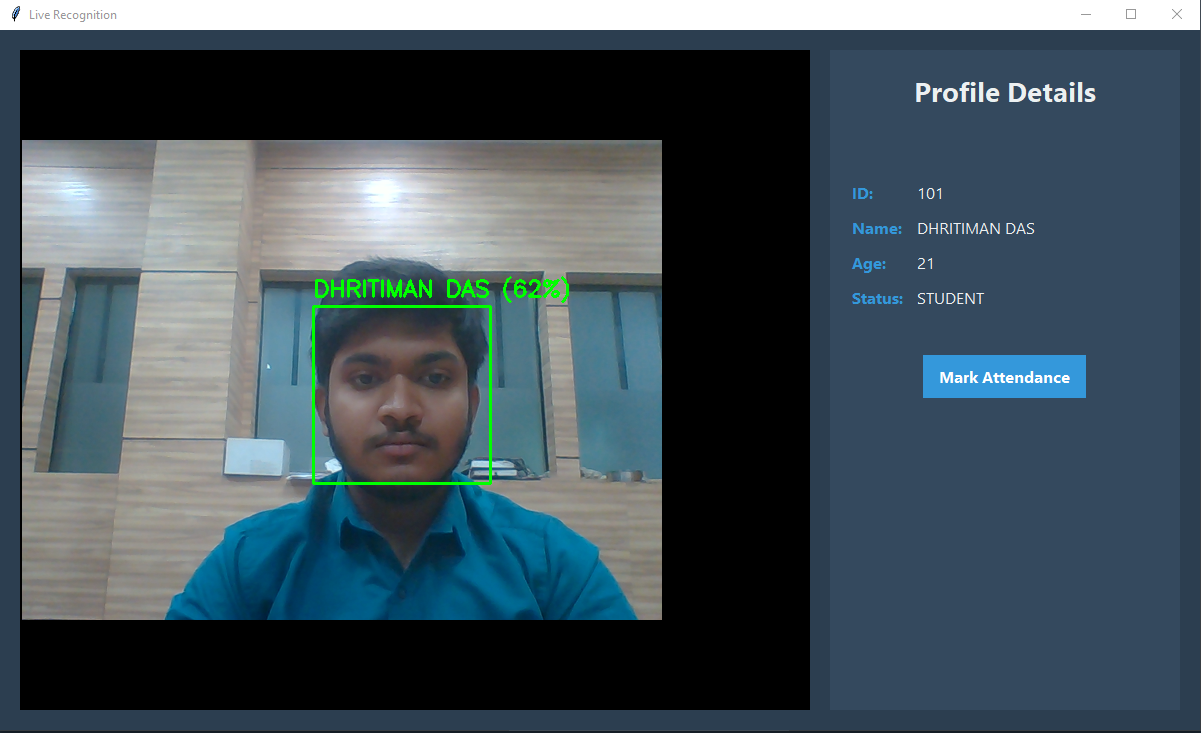 Live Recognition
DHRITIMAN DAS (62%)
Profile Details
ID: 101
Name: DHRITIMAN DAS
Age: 21
Status: STUDENT
Mark Attendance